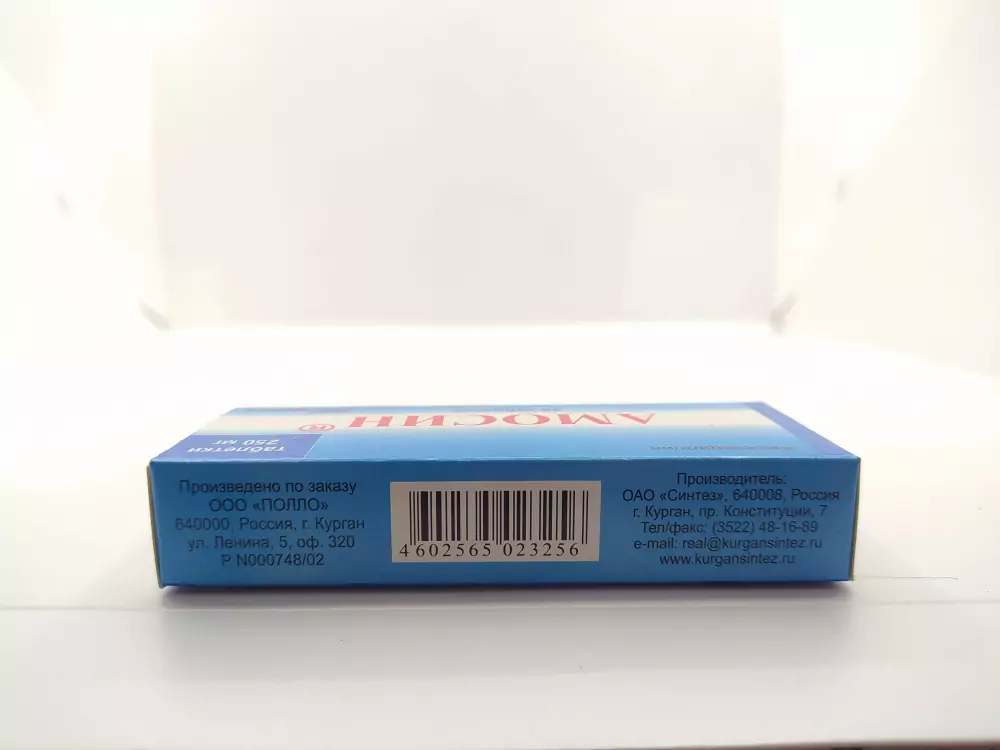 АМОСИН®
таблетки
250 мг
Произведено по заказу
ООО «ПОЛЛО»
640000, Россия, г. Курган
ул. Ленина, 5, оф. 320
Р N000748/02
4 602565 023256
Производитель:
ОАО «Синтез», 640008, Россия
г. Курган, пр. Конституции, 7
Тел/факс: (3522) 48-16-89
e-mail: real@kurgansintez.ru
www.kurgansintez.ru